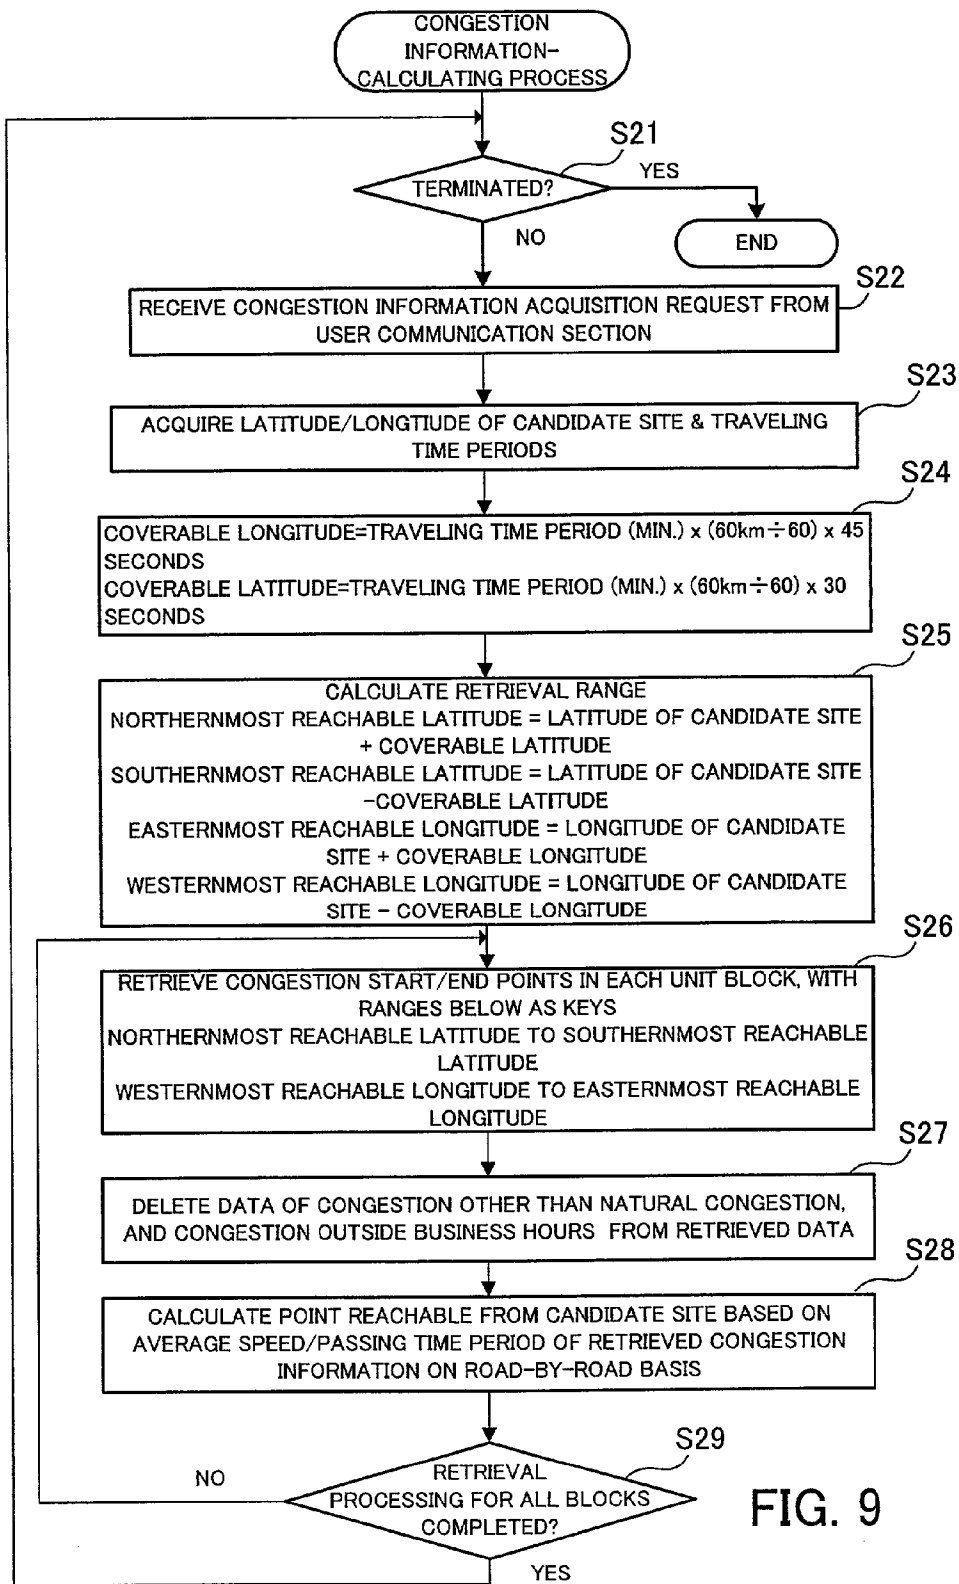 CONGESTION
INFORMATION-
CALCULATING PROCESS
S21
TERMINATED?
YES
END
NO
S22
RECEIVE CONGESTION INFORMATION ACQUISITION REQUEST FROM
USER COMMUNICATION SECTION
S23
ACQUIRE LATITUDE/LONGTIUDE OF CANDIDATE SITE & TRAVELING
TIME PERIODS
S24
COVERABLE LONGITUDE=TRAVELING TIME PERIOD (MIN.) x (60km÷60) x 45
SECONDS
COVERABLE LATITUDE=TRAVELING TIME PERIOD (MIN.) x (60km÷60) x 30
SECONDS
S25
CALCULATE RETRIEVAL RANGE
NORTHERNMOST REACHABLE LATITUDE = LATITUDE OF CANDIDATE SITE
+ COVERABLE LATITUDE
SOUTHERNMOST REACHABLE LATITUDE = LATITUDE OF CANDIDATE SITE
-COVERABLE LATITUDE
EASTERNMOST REACHABLE LONGITUDE = LONGITUDE OF CANDIDATE
SITE + COVERABLE LONGITUDE
WESTERNMOST REACHABLE LONGITUDE = LONGITUDE OF CANDIDATE
SITE - COVERABLE LONGITUDE
S26
RETRIEVE CONGESTION START/END POINTS IN EACH UNIT BLOCK, WITH
RANGES BELOW AS KEYS
NORTHERNMOST REACHABLE LATITUDE TO SOUTHERNMOST REACHABLE
LATITUDE
WESTERNMOST REACHABLE LONGITUDE TO EASTERNMOST REACHABLE
LONGITUDE
S27
DELETE DATA OF CONGESTION OTHER THAN NATURAL CONGESTION,
AND CONGESTION OUTSIDE BUSINESS HOURS FROM RETRIEVED DATA
S28
CALCULATE POINT REACHABLE FROM CANDIDATE SITE BASED ON
AVERAGE SPEED/PASSING TIME PERIOD OF RETRIEVED CONGESTION
INFORMATION ON ROAD-BY-ROAD BASIS
S29
NO
RETRIEVAL
PROCESSING FOR ALL BLOCKS
COMPLETED?
YES
FIG. 9